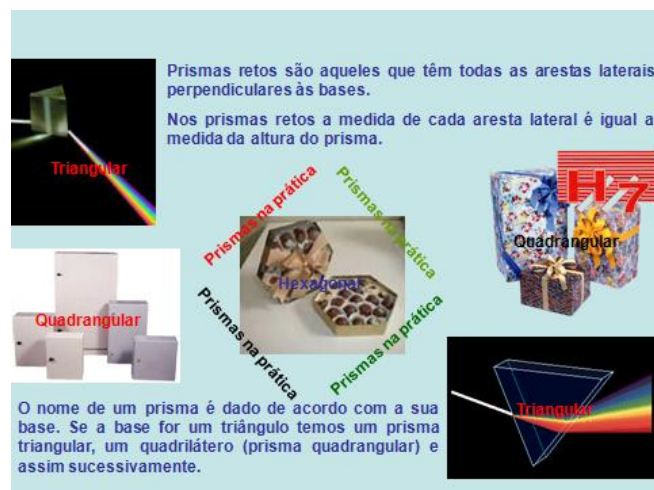 Prismas retos são aqueles que têm todas as arestas laterais
perpendiculares às bases.
Nos prismas retos a medida de cada aresta lateral é igual a
medida da altura do prisma.
Triangular
Prismas na prática
Prismas na prática
H7
Quadrangular
Hexagonal
Quadrangular
Prismas na prática
Prismas na prática
Triangular
O nome de um prisma é dado de acordo com a sua
base. Se a base for um triângulo temos um prisma
triangular, um quadrilátero (prisma quadrangular) e
assim sucessivamente.